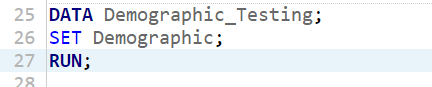 25 DATA Demographic_Testing;
26 SET Demographic;
27 RUN;
28